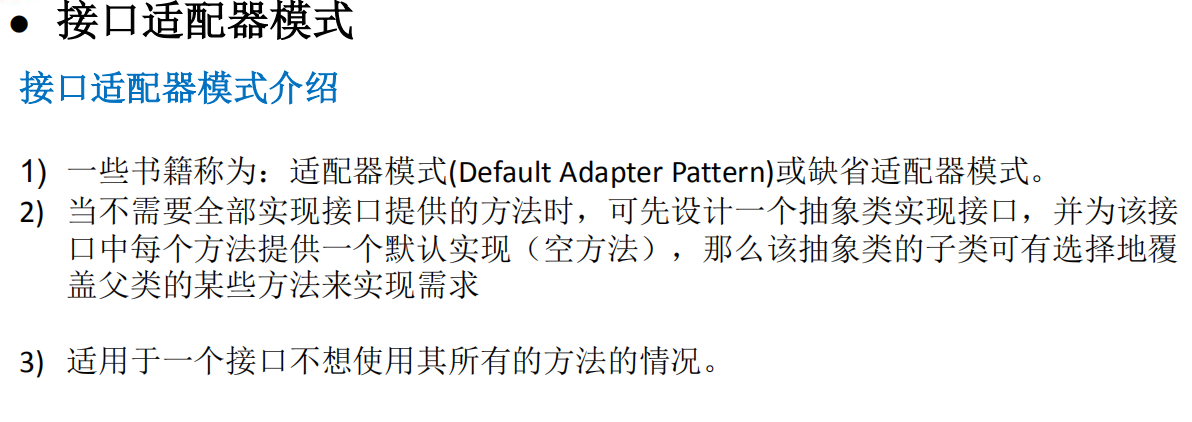 ● 接口适配器模式
接口适配器模式介绍
1) 一些书籍称为：适配器模式(Default Adapter Pattern)或缺省适配器模式。
2) 当不需要全部实现接口提供的方法时，可先设计一个抽象类实现接口，并为该接
口中每个方法提供一个默认实现（空方法），那么该抽象类的子类可有选择地覆
盖父类的某些方法来实现需求
3) 适用于一个接口不想使用其所有的方法的情况。